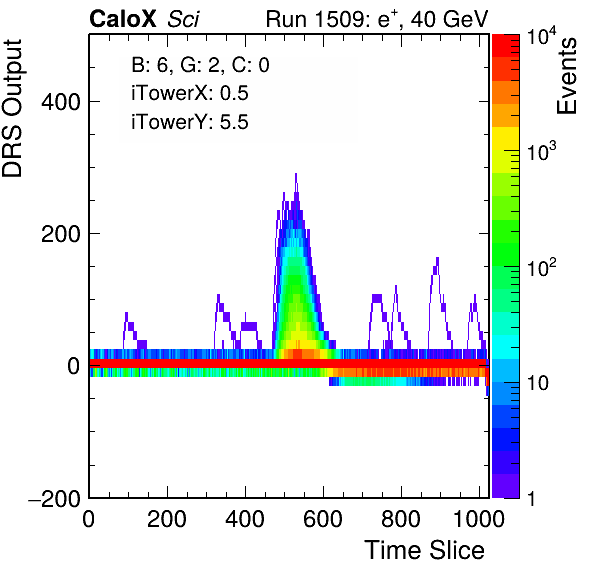 CaloX Sci Run 1509: e⁺, 40 GeV
B: 6, G: 2, C: 0
iTowerX: 0.5
iTowerY: 5.5
DRS Output
400
200
0
−200
0 200 400 600 800 1000
Time Slice
Events
10⁴
10³
10²
10
1